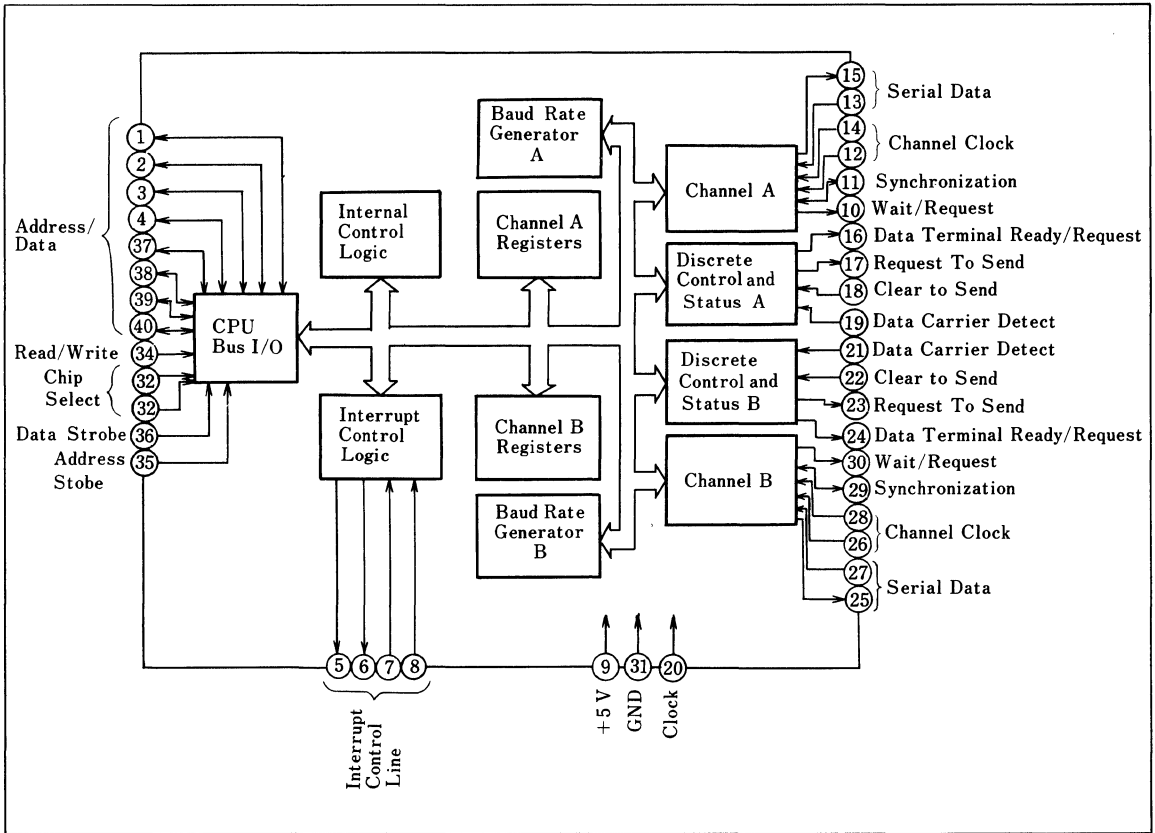 Address/
Data
1
2
3
4
37
38
39
40
Read/Write
34
Chip
Select
32
32
Data Strobe
36
Address
Stobe
35
CPU
Bus I/O
Internal
Control
Logic
Interrupt
Control
Logic
Baud Rate
Generator
A
Channel A
Registers
Channel B
Registers
Baud Rate
Generator
B
Channel A
Discrete
Control and
Status A
Discrete
Control and
Status B
Channel B
15
13
Serial Data
14
12
Channel Clock
11 Synchronization
10 Wait/Request
16 Data Terminal Ready/Request
17 Request To Send
18 Clear to Send
19 Data Carrier Detect
21 Data Carrier Detect
22 Clear to Send
23 Request To Send
24 Data Terminal Ready/Request
30 Wait/Request
29 Synchronization
28
26
Channel Clock
27
25
Serial Data
5 6 7 8
Interrupt
Control
Line
9 31 20
+5 V
GND
Clock